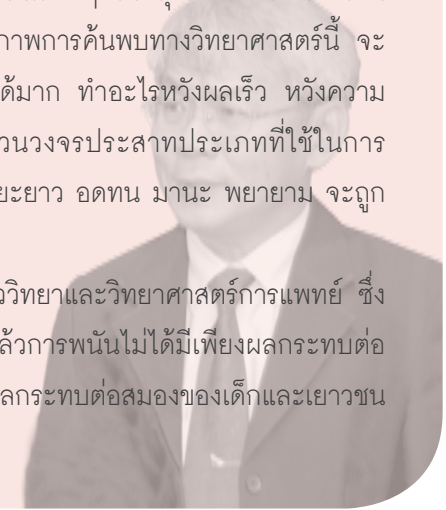 ภาพการค้นพบทางวิทยาศาสตร์นี้ จะ
ได้มาก ทำอะไรหวังผลเร็ว หวังความ
วนวงจรประสาทประเภทที่ใช้ในการ
ยะยาว อดทน มานะ พยายาม จะถูก
ววิทยาและวิทยาศาสตร์การแพทย์ ซึ่ง
ล้วการพนันไม่ได้มีเพียงผลกระทบต่อ
ลกระทบต่อสมองของเด็กและเยาวชน